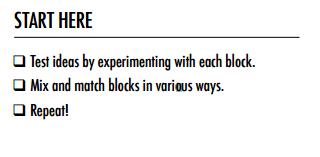 START HERE
❑ Test ideas by experimenting with each block.
❑ Mix and match blocks in various ways.
❑ Repeat!